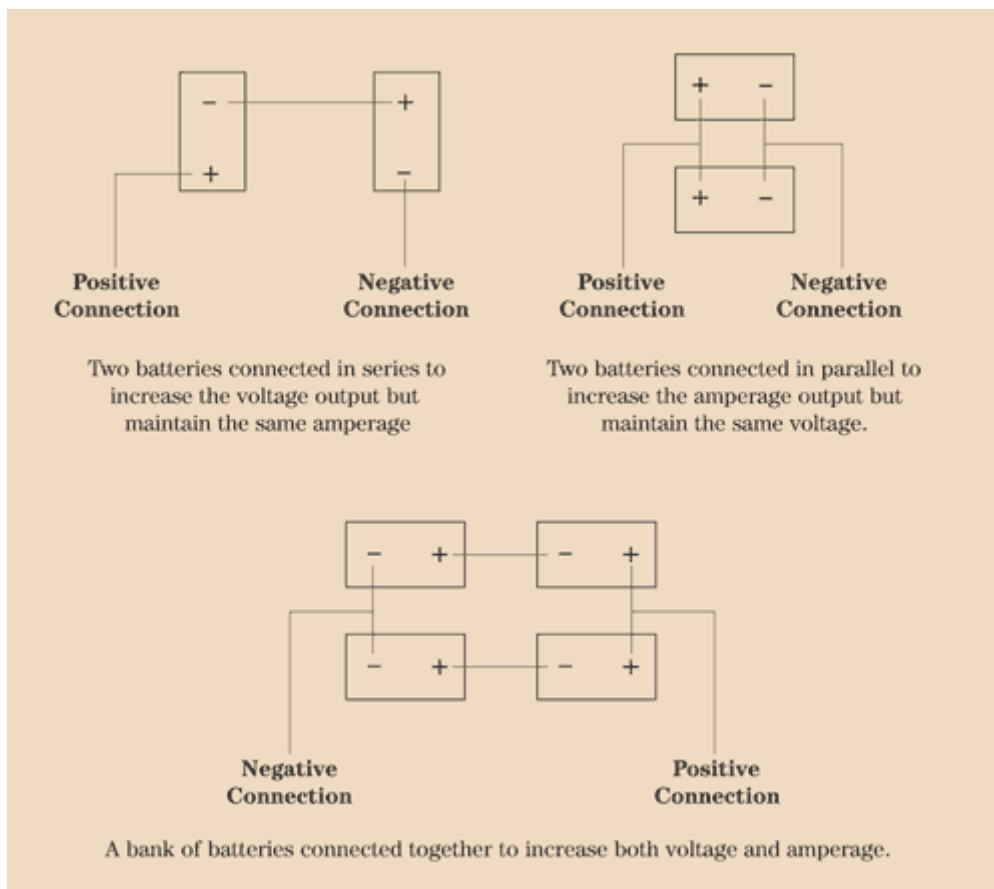 − +
+ −
Positive
Connection
Negative
Connection
Two batteries connected in series to
increase the voltage output but
maintain the same amperage
+ −
+ −
Positive
Connection
Negative
Connection
Two batteries connected in parallel to
increase the amperage output but
maintain the same voltage.
− + − +
− + − +
Negative
Connection
Positive
Connection
A bank of batteries connected together to increase both voltage and amperage.